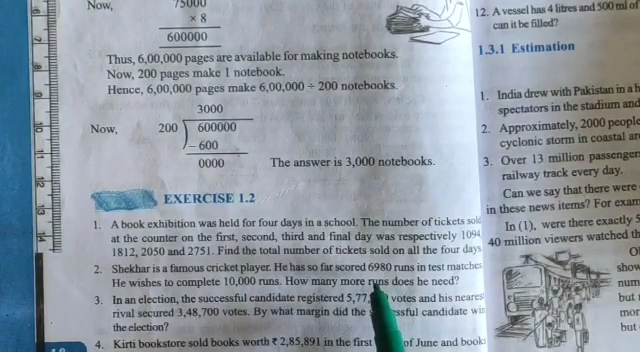 Now,
75000
× 8
600000
Thus, 6,00,000 pages are available for making notebooks.
Now, 200 pages make 1 notebook.
Hence, 6,00,000 pages make 6,00,000 ÷ 200 notebooks.
3000
Now, 200 600000
– 600
0000 The answer is 3,000 notebooks.
EXERCISE 1.2
1. A book exhibition was held for four days in a school. The number of tickets sold
at the counter on the first, second, third and final day was respectively 1094,
1812, 2050 and 2751. Find the total number of tickets sold on all the four days.
2. Shekhar is a famous cricket player. He has so far scored 6980 runs in test matches.
He wishes to complete 10,000 runs. How many more runs does he need?
3. In an election, the successful candidate registered 5,77, votes and his nearest
rival secured 3,48,700 votes. By what margin did the successful candidate win
the election?
4. Kirti bookstore sold books worth ₹ 2,85,891 in the first of June and books
12. A vessel has 4 litres and 500 ml of
can it be filled?
1.3.1 Estimation
1. India drew with Pakistan in a h
spectators in the stadium and
2. Approximately, 2000 people
cyclonic storm in coastal ar
3. Over 13 million passengers
railway track every day.
Can we say that there were
in these news items? For exam
In (1), were there exactly 5
40 million viewers watched th
O
show
num
but
mor
but